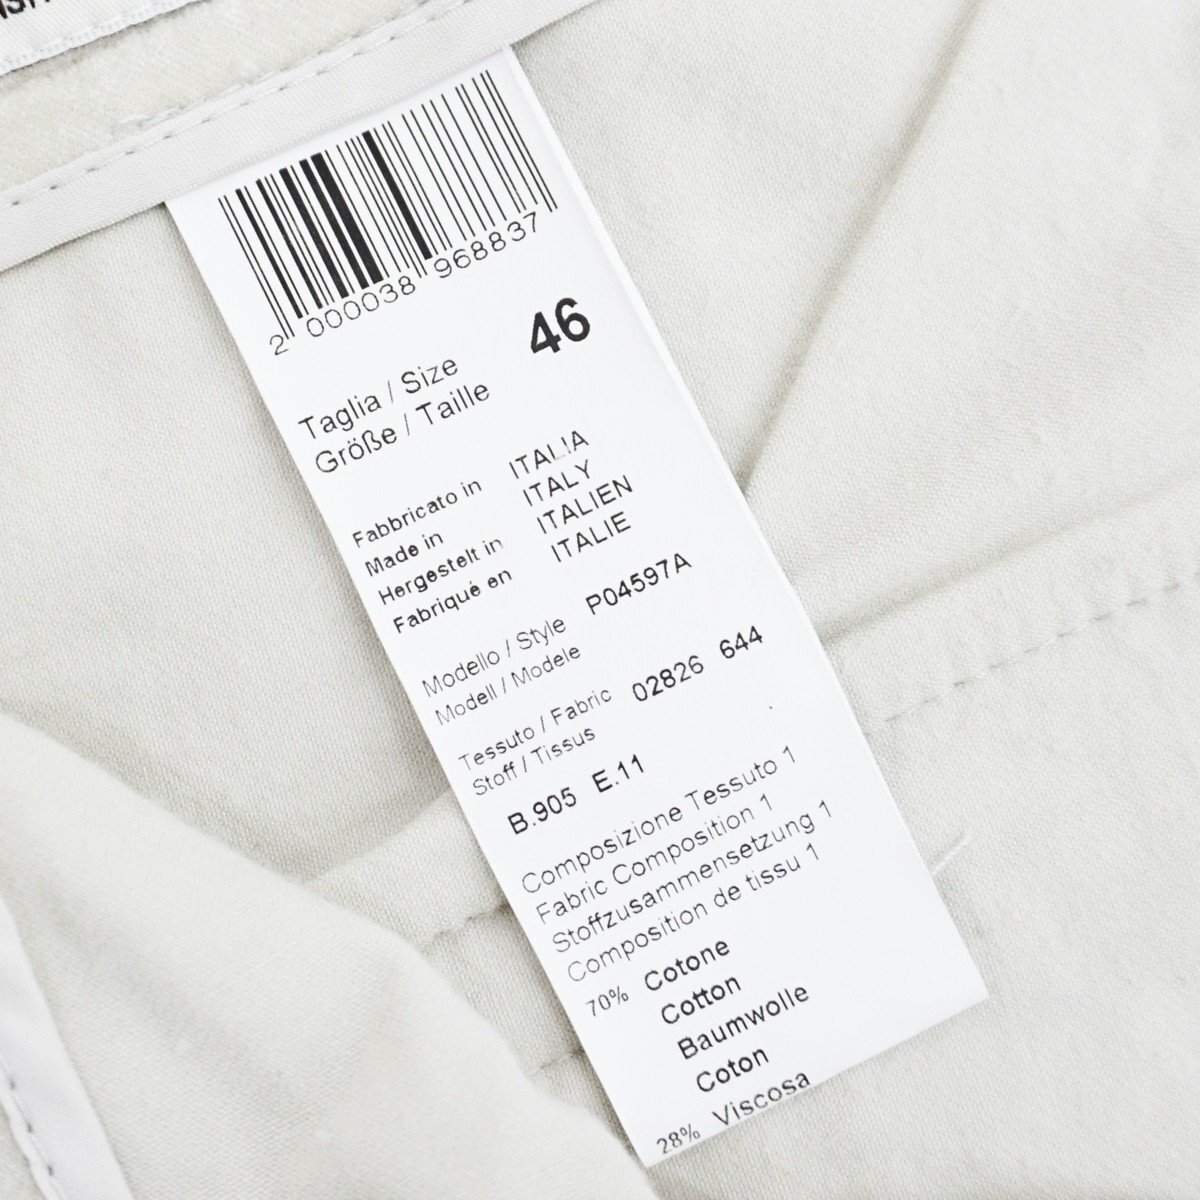 2 000038 968837
Taglia / Size 46
Größe / Taille
Fabbricato in ITALIA
Made in ITALY
Hergestelt in ITALIEN
Fabriqué en ITALIE
Modello / Style P04597A
Modell / Modele
Tessuto / Fabric 02826 644
Stoff / Tissus
B.905 E.11
Composizione Tessuto 1
Fabric Composition 1
Stoffzusammensetzung 1
Composition de tissu 1
70% Cotone
Cotton
Baumwolle
Coton
28% Viscosa